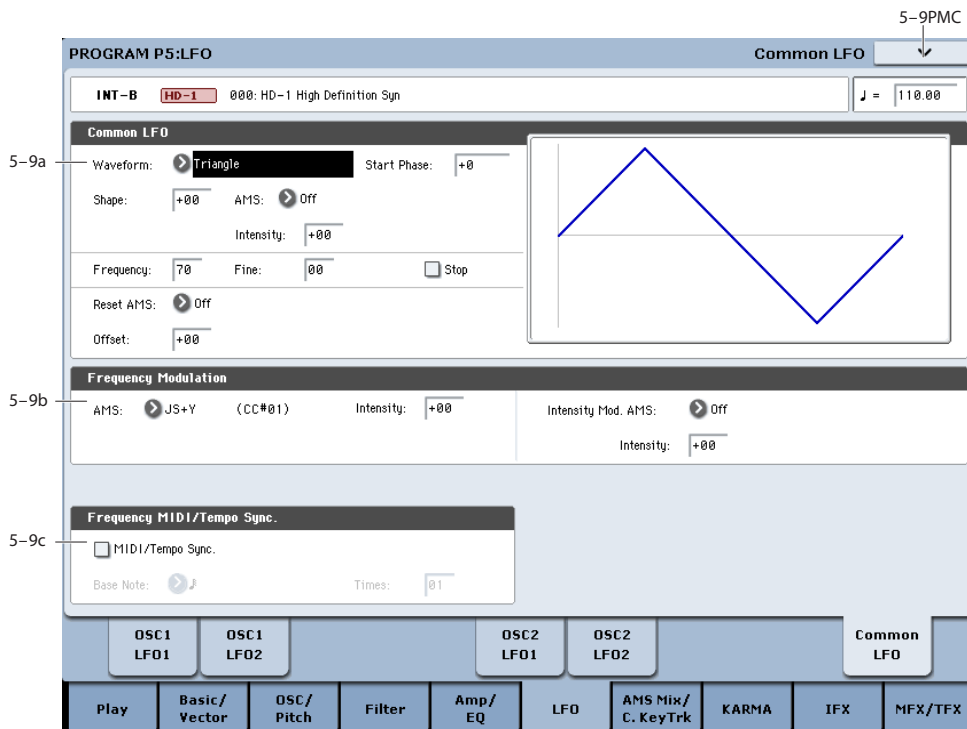 5–9PMC
PROGRAM P5:LFO Common LFO
INT–B HD–1 000: HD–1 High Definition Syn ♩ = 110.00
Common LFO
5–9a Waveform: Triangle Start Phase: +0
Shape: +00 AMS: Off
Intensity: +00
Frequency: 70 Fine: 00 Stop
Reset AMS: Off
Offset: +00
Frequency Modulation
5–9b AMS: JS+Y (CC#01) Intensity: +00 Intensity Mod. AMS: Off
Intensity: +00
Frequency MIDI/Tempo Sync.
5–9c MIDI/Tempo Sync.
Base Note: ♪ Times: 01
OSC1 LFO1 OSC1 LFO2 OSC2 LFO1 OSC2 LFO2 Common LFO
Play Basic/ Vector OSC/ Pitch Filter Amp/ EQ LFO AMS Mix/ C. KeyTrk KARMA IFX MFX/TFX